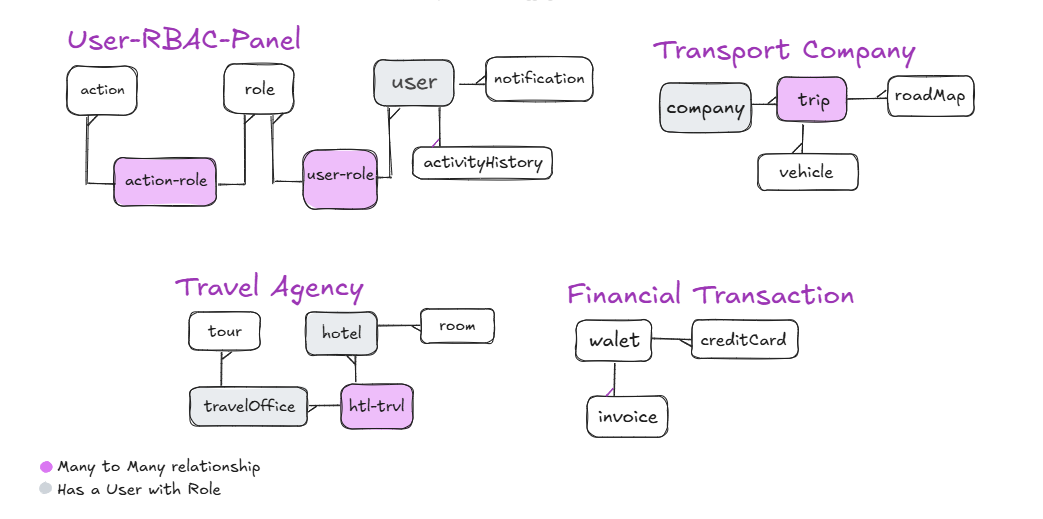 User-RBAC-Panel
action
role
user
notification
action-role
user-role
activityHistory
Transport Company
company
trip
roadMap
vehicle
Travel Agency
tour
hotel
room
travelOffice
htl-trvl
Financial Transaction
walet
creditCard
invoice
Many to Many relationship
Has a User with Role